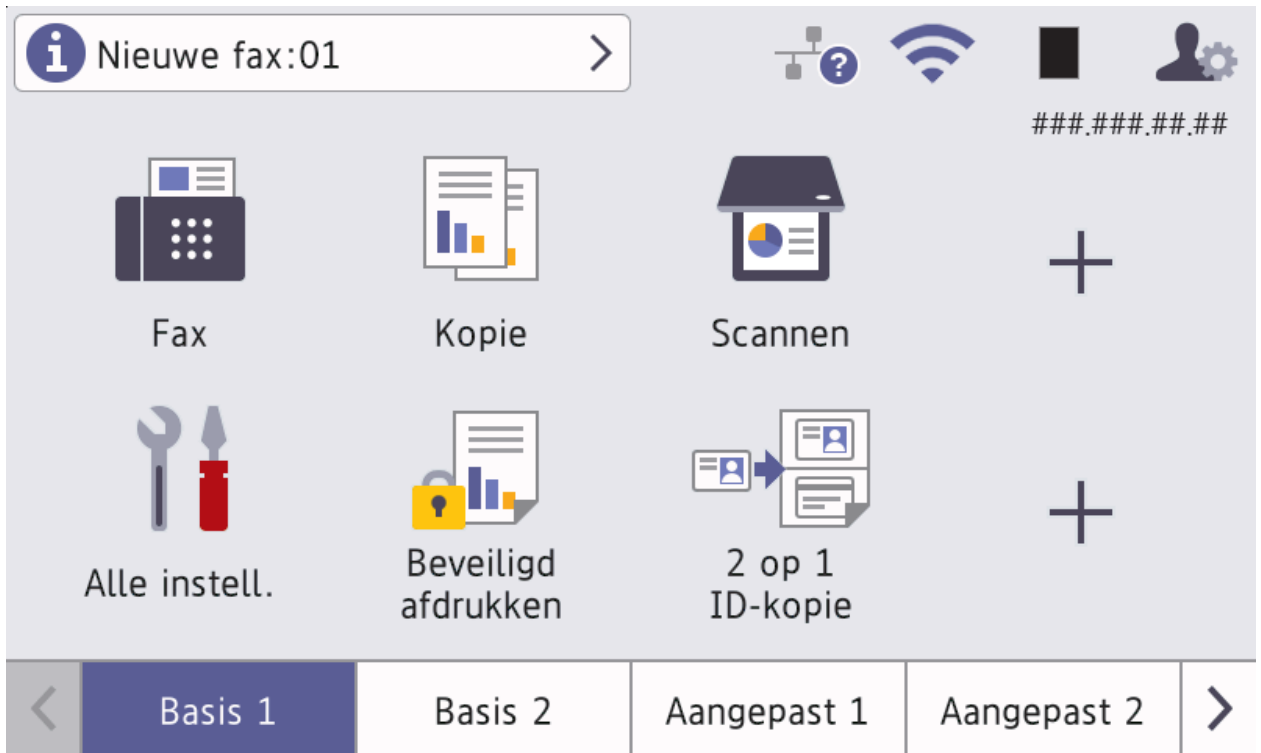 Nieuwe fax:01
###.###.##.##
Fax
Kopie
Scannen
Alle instell.
Beveiligd
afdrukken
2 op 1
ID-kopie
Basis 1
Basis 2
Aangepast 1
Aangepast 2